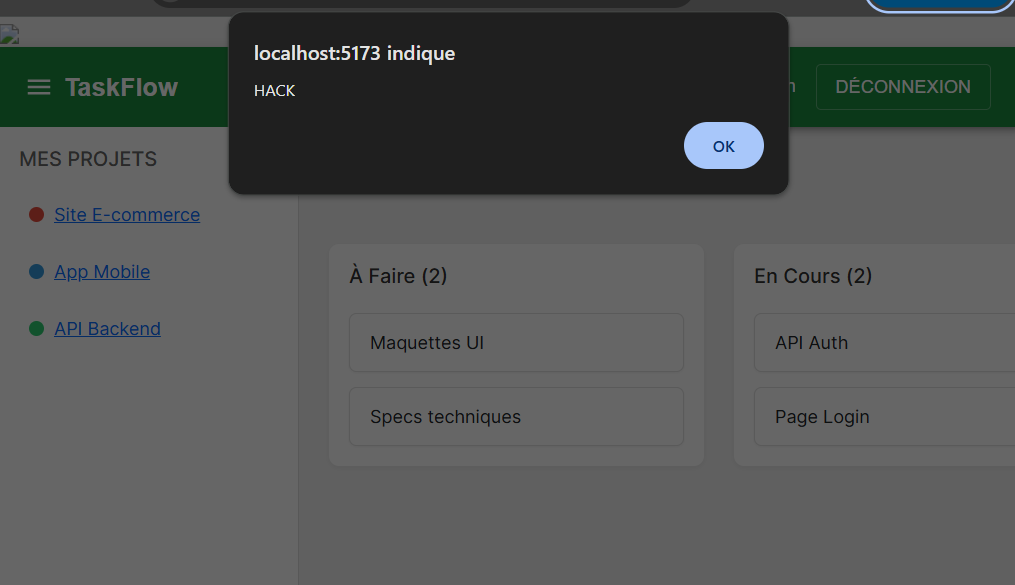 localhost:5173 indique
HACK
OK
TaskFlow
DÉCONNEXION
MES PROJETS
Site E-commerce
App Mobile
API Backend
À Faire (2)
Maquettes UI
Specs techniques
En Cours (2)
API Auth
Page Login